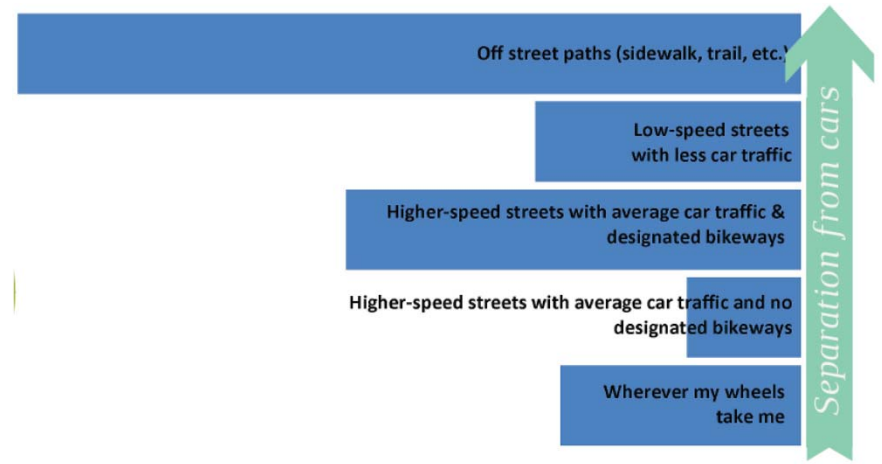 Off street paths (sidewalk, trail, etc.)
Low-speed streets
with less car traffic
Higher-speed streets with average car traffic &
designated bikeways
Higher-speed streets with average car traffic and no
designated bikeways
Wherever my wheels
take me
Separation from cars